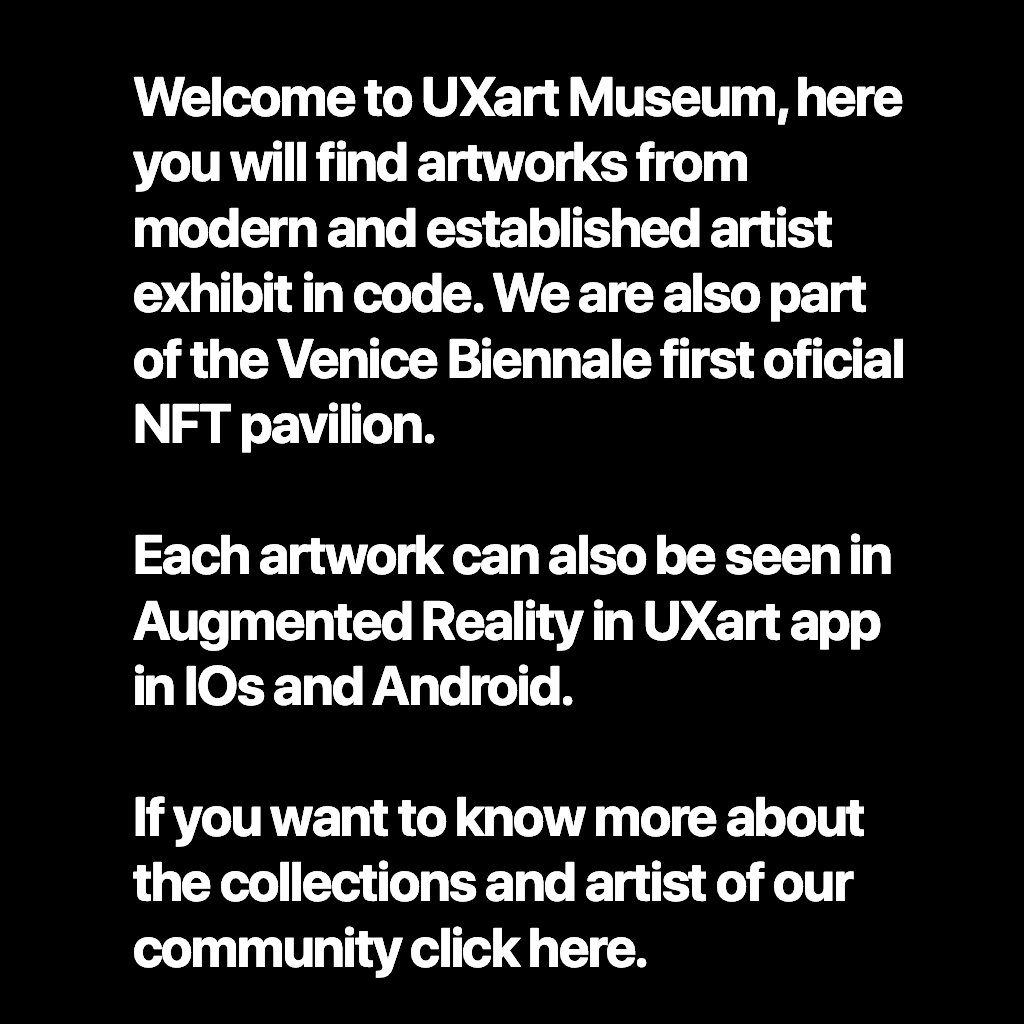 Welcome to UXart Museum, here
you will find artworks from
modern and established artist
exhibit in code. We are also part
of the Venice Biennale first oficial
NFT pavilion.
Each artwork can also be seen in
Augmented Reality in UXart app
in IOs and Android.
If you want to know more about
the collections and artist of our
community click here.